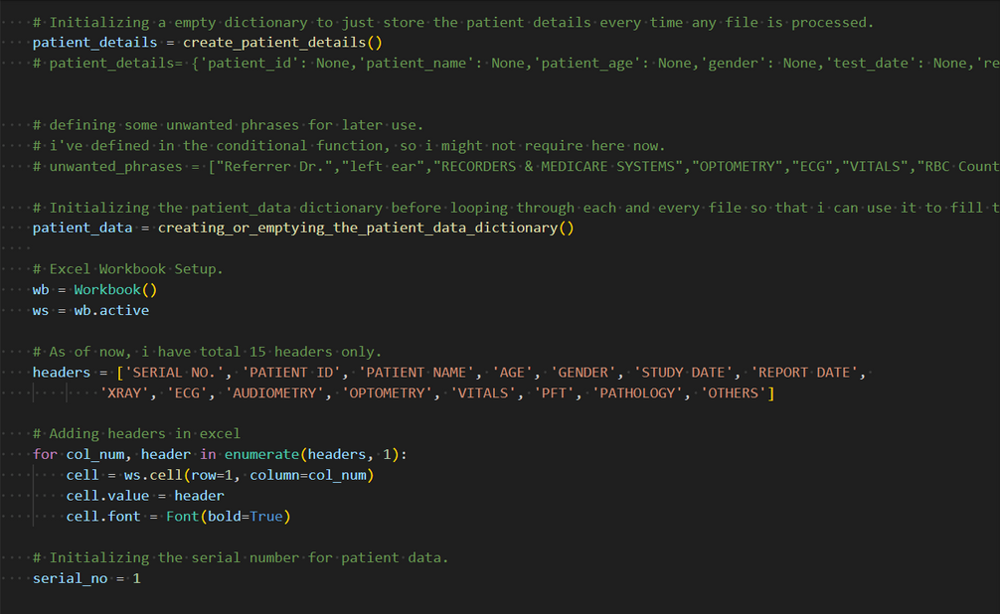 # Initializing a empty dictionary to just store the patient details every time any file is processed.
patient_details = create_patient_details()
# patient_details= {'patient_id': None,'patient_name': None,'patient_age': None,'gender': None,'test_date': None,'re
# defining some unwanted phrases for later use.
# i've defined in the conditional function, so i might not require here now.
# unwanted_phrases = ["Referrer Dr.","left ear","RECORDERS & MEDICARE SYSTEMS","OPTOMETRY","ECG","VITALS","RBC Count
# Initializing the patient_data dictionary before looping through each and every file so that i can use it to fill t
patient_data = creating_or_emptying_the_patient_data_dictionary()
# Excel Workbook Setup.
wb = Workbook()
ws = wb.active
# As of now, i have total 15 headers only.
headers = ['SERIAL NO.', 'PATIENT ID', 'PATIENT NAME', 'AGE', 'GENDER', 'STUDY DATE', 'REPORT DATE',
'XRAY', 'ECG', 'AUDIOMETRY', 'OPTOMETRY', 'VITALS', 'PFT', 'PATHOLOGY', 'OTHERS']
# Adding headers in excel
for col_num, header in enumerate(headers, 1):
cell = ws.cell(row=1, column=col_num)
cell.value = header
cell.font = Font(bold=True)
# Initializing the serial number for patient data.
serial_no = 1